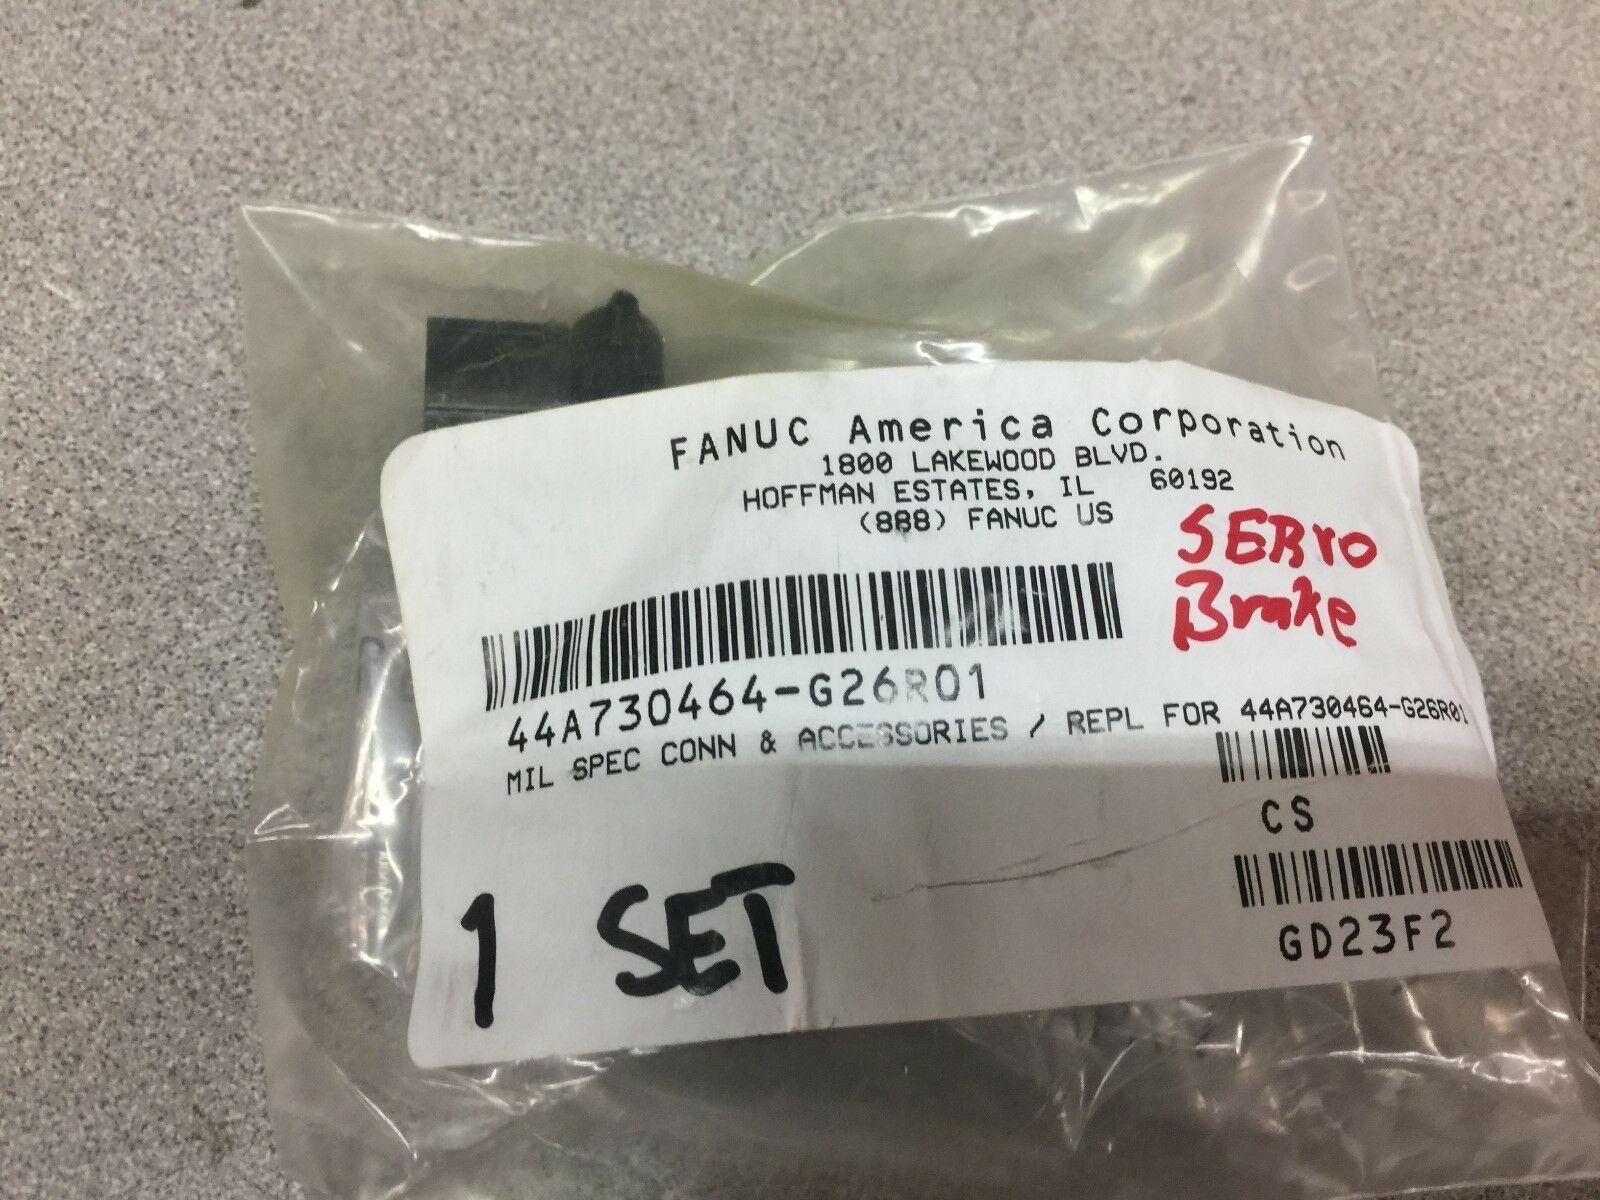 FANUC America Corporation
1800 LAKEWOOD BLVD.
HOFFMAN ESTATES, IL 60192
(888) FANUC US
SERVO
Brake
44A730464-G26R01
MIL SPEC CONN & ACCESSORIES / REPL FOR 44A730464-G26R01
CS
GD23F2
1 SET